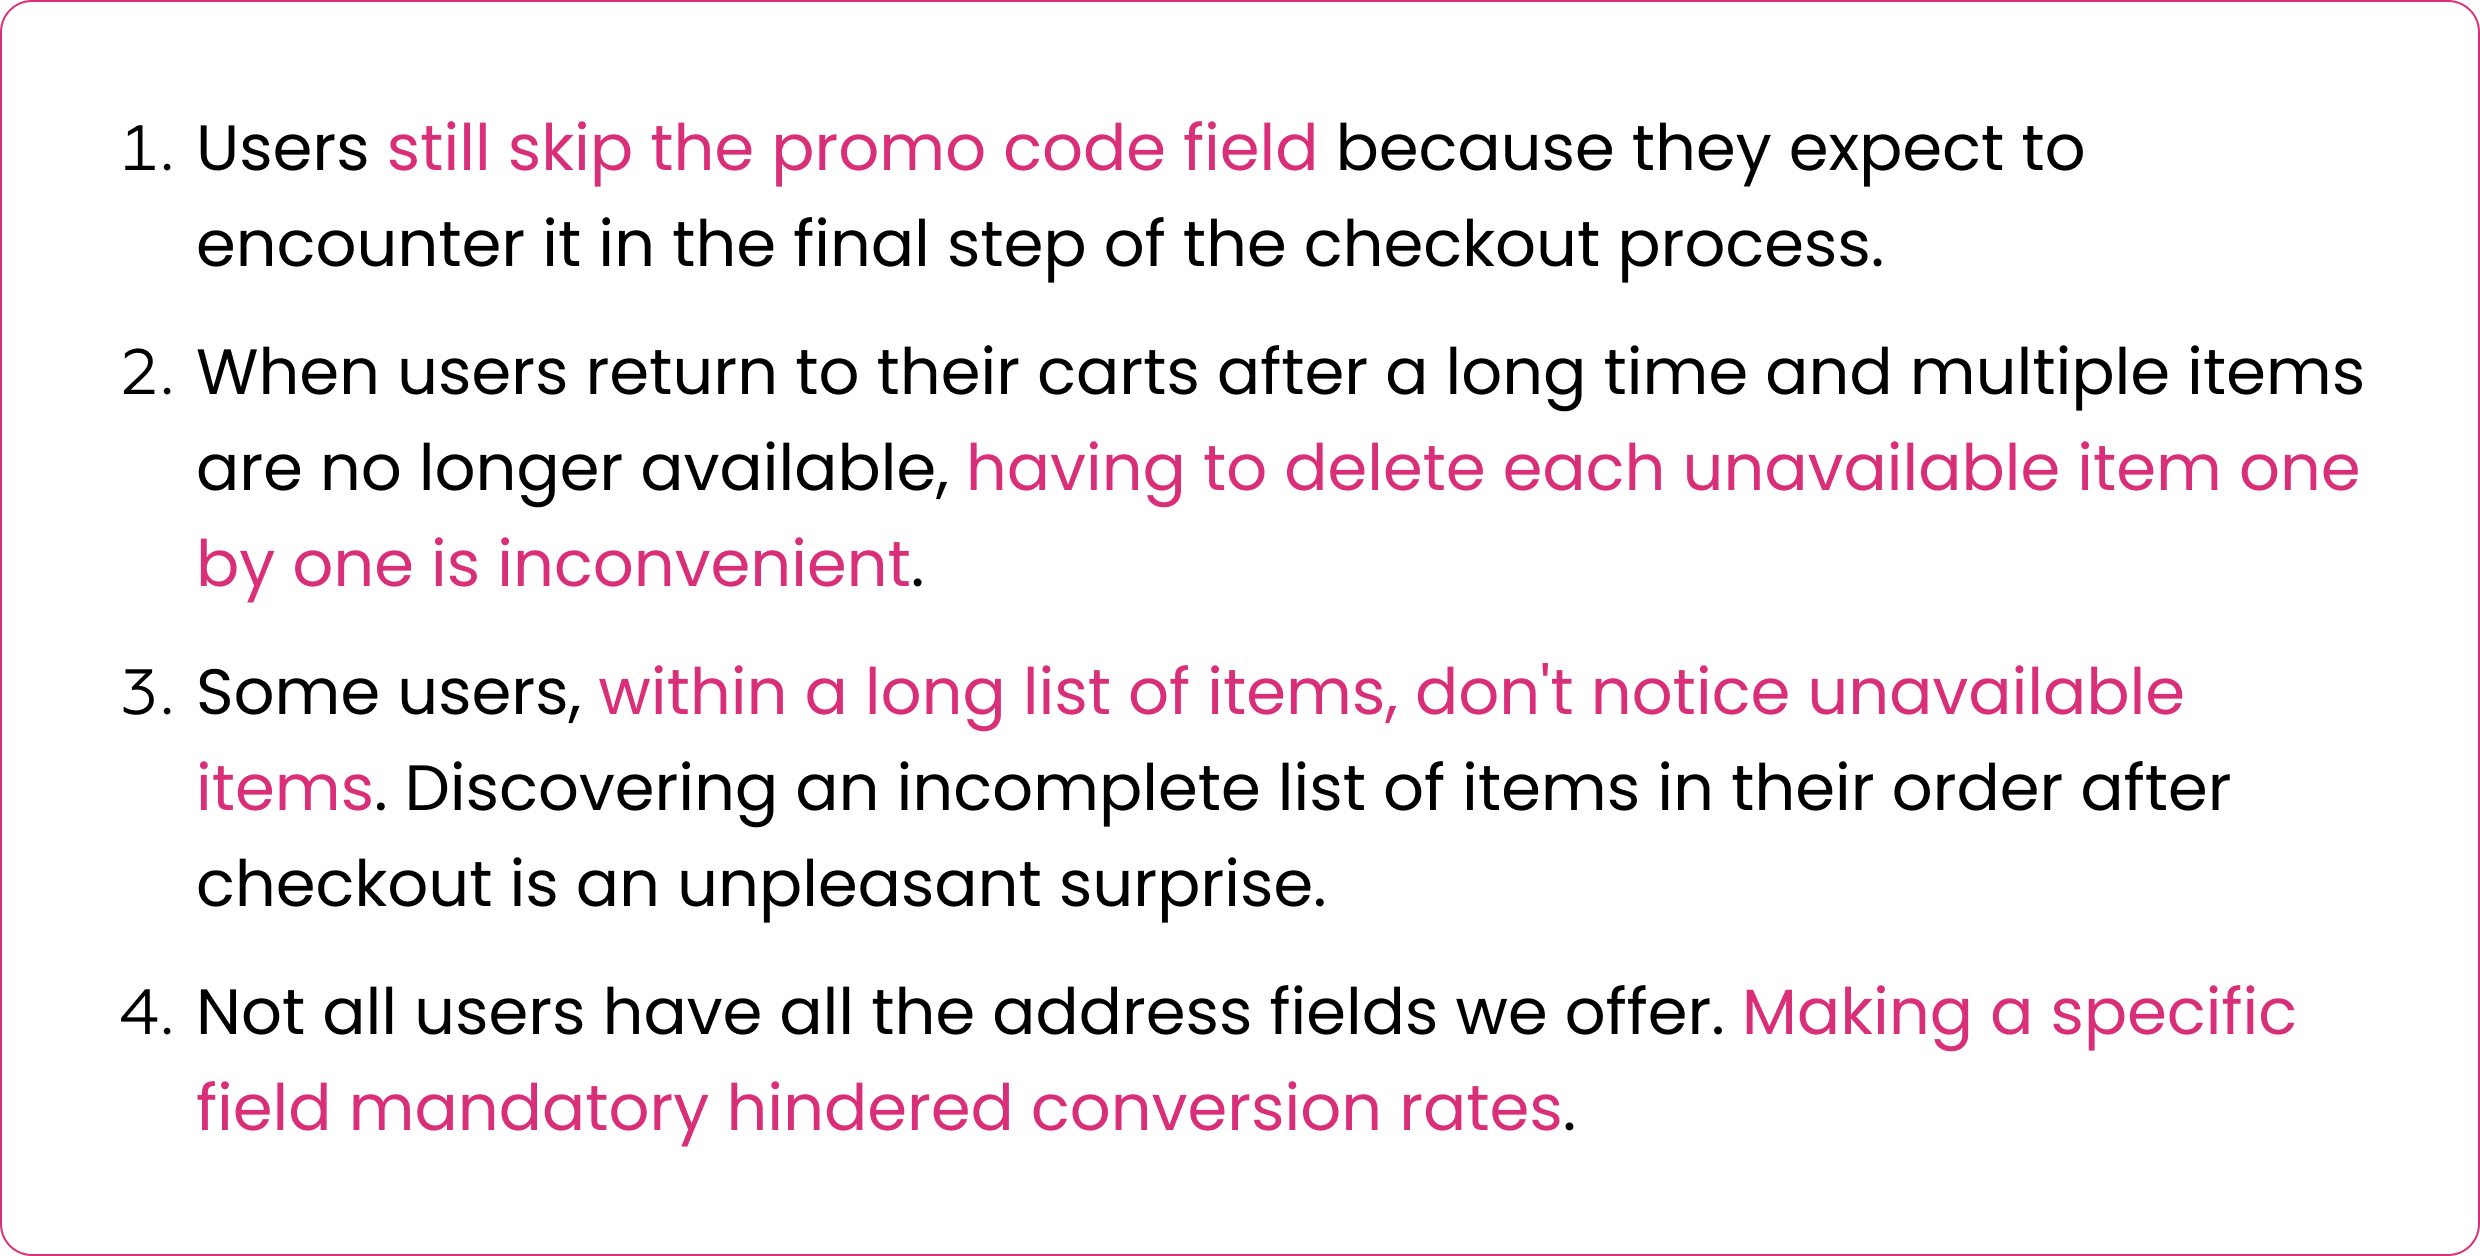 1. Users still skip the promo code field because they expect to
encounter it in the final step of the checkout process.
2. When users return to their carts after a long time and multiple items
are no longer available, having to delete each unavailable item one
by one is inconvenient.
3. Some users, within a long list of items, don't notice unavailable
items. Discovering an incomplete list of items in their order after
checkout is an unpleasant surprise.
4. Not all users have all the address fields we offer. Making a specific
field mandatory hindered conversion rates.